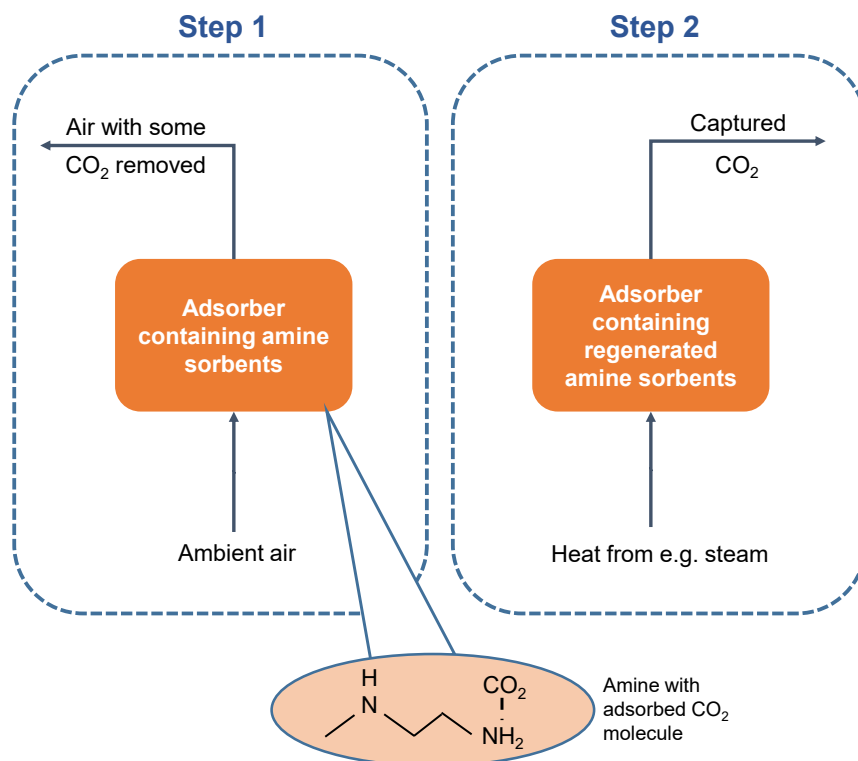 Step 1
Air with some
CO₂ removed
Adsorber
containing amine
sorbents
Ambient air
Step 2
Captured
CO₂
Adsorber
containing
regenerated
amine sorbents
Heat from e.g. steam
H
N
CO₂
NH₂
Amine with
adsorbed CO₂
molecule